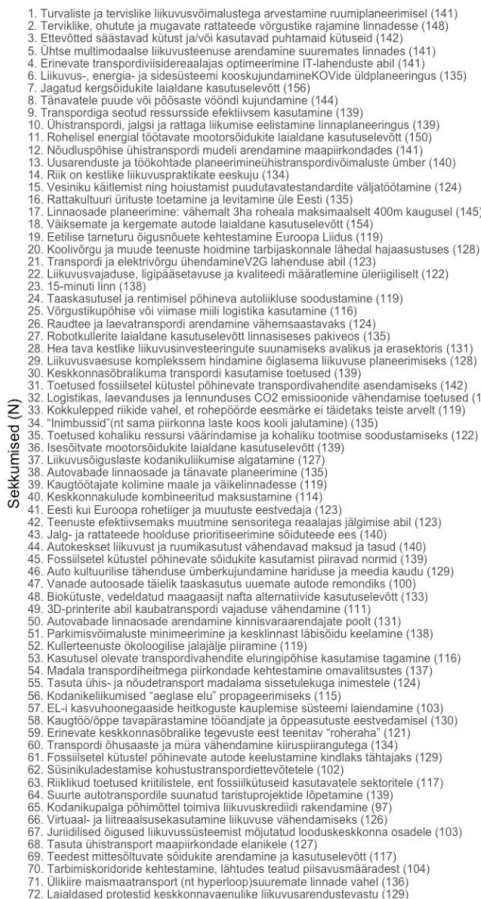 1. Turvaliste ja tervislike liikuvusvõimalustega arvestamine ruumiplaneerimisel (141)
2. Terviklike, ohutute ja mugavate rattateede võrgustike rajamine linnadesse (148)
3. Ettevõtted säästavad kütust ja/või kasutavad puhtamaid kütuseid (142)
5. Ühtse multimodaalse liikuvusteenuse arendamine suuremates linnades (141)
4. Erinevate transpordiviisidereaalajas optimeerimine IT-lahenduste abil (141)
6. Liikuvus-, energia- ja sidesüsteemi kooskujundamineKOVide üldplaneeringus (135)
7. Jagatud kergsõidukite laialdane kasutuselevõtt (156)
8. Tänavatele puude või põõsaste vööndi kujundamine (144)
9. Transpordiga seotud ressursside efektiivsem kasutamine (139)
10. Ühistranspordi, jalgsi ja rattaga liikumise eelistamine linnaplaneeringus (139)
11. Rohelisel energial töötavate mootorsõidukite laialdane kasutuselevõtt (150)
12. Nõudluspõhise ühistranspordi mudeli arendamine maapiirkondades (141)
13. Uusarenduste ja töökohtade planeerimineühistranspordivõimaluste ümber (140)
14. Riik on kestlike liikuvuspraktikate eeskuju (134)
15. Vesiniku käitlemist ning hoiustamist puudutavatestandardite väljatöötamine (124)
16. Rattakultuuri ürituste toetamine ja levitamine üle Eesti (135)
17. Linnaosade planeerimine: vähemalt 3ha roheala maksimaalselt 400m kaugusel (145)
18. Väiksemate ja kergemate autode laialdane kasutuselevõtt (154)
19. Eetilise tarneturu õigusnõuete kehtestamine Euroopa Liidus (119)
20. Koolivõrgu ja muude teenuste hoidmine tarbijaskonnale lähedal hajaasustuses (128)
21. Transpordi ja elektrivõrgu ühendamineV2G lahenduse abil (123)
22. Liikuvusvajaduse, ligipääsetavuse ja kvaliteedi määratlemine üleriigiliselt (122)
23. 15-minuti linn (138)
24. Taaskasutusel ja rentimisel põhineva autoliikluse soodustamine (119)
25. Võrgustikupõhise või viimase miili logistika kasutamine (116)
26. Raudtee ja laevatranspordi arendamine vähemsaastavaks (124)
27. Robotkullerite laialdane kasutuselevõtt linnasiseses pakiveos (135)
28. Hea tava kestlike liikuvusinvesteeringute suunamiseks avalikus ja erasektoris (131)
29. Liikuvusvaesuse komplekssem hindamine õiglasema liikuvuse planeerimiseks (128)
30. Keskkonnasõbralikuma transpordi kasutamise toetused (139)
31. Toetused fossiilsetel kütustel põhinevate transpordivahendite asendamiseks (142)
32. Logistikas, laevanduses ja lennunduses CO2 emissioonide vähendamise toetused (1
33. Kokkulepped riikide vahel, et rohepöörde eesmärke ei täidetaks teiste arvelt (119)
34. “Inimbussid”(nt sama piirkonna laste koos kooli jalutamine) (135)
35. Toetused kohaliku ressursi väärindamise ja kohaliku tootmise soodustamiseks (122)
36. Isesõitvate mootorsõidukite laialdane kasutuselevõtt (139)
37. Liikuvusõiguslaste kodanikuliikumise algatamine (127)
38. Autovabade linnaosade ja tänavate planeerimine (135)
39. Kaugtöötajate kolimine maale ja väikelinnadesse (119)
40. Keskkonnakulude kombineeritud maksustamine (114)
41. Eesti kui Euroopa rohetiiger ja muutuste eestvedaja (123)
42. Teenuste efektiivsemaks muutmine sensoritega reaalajas jälgimise abil (123)
43. Jalg- ja rattateede hoolduse prioritiseerimine sõiduteede ees (140)
44. Autokeskset liikuvust ja ruumikasutust vähendavad maksud ja tasud (140)
45. Fossiilsetel kütustel põhinevate sõidukite kasutamist piiravad normid (139)
46. Auto kultuurilise tähenduse ümberkujundamine hariduse ja meedia kaudu (129)
47. Vanade autoosade täielik taaskasutus uuemate autode remondiks (100)
48. Biokütuste, vedeldatud maagaasijt nafta alternatiivide kasutuselevõtt (133)
49. 3D-printerite abil kaubatranspordi vajaduse vähendamine (111)
50. Autovabade linnaosade arendamine kinnisvaraarendajate poolt (131)
51. Parkimisvõimaluste minimeerimine ja kesklinnast läbisõidu keelamine (138)
52. Kullerteenuste ökoloogilise jalajälje piiramine (119)
53. Kasutusel olevate transpordivahendite eluringipõhise kasutamise tagamine (116)
54. Madala transpordiheitmega piirkondade kehtestamine omavalitsustes (137)
55. Tasuta ühis- ja nõudetransport madalama sissetulekuga inimestele (124)
56. Kodanikeliikumised “aeglase elu” propageerimiseks (115)
57. EL-i kasvuhoonegaaside heitkoguste kauplemise süsteemi laiendamine (103)
58. Kaugtöö/õppe tavapärastamine tööandjate ja õppeasutuste eestvedamisel (130)
59. Erinevate keskkonnasõbralike tegevuste eest teenitav “roheraha” (121)
60. Transpordi õhusaaste ja müra vähendamine kiiruspiirangutega (134)
61. Fossiilsetel kütustel põhinevate autode keelustamine kindlaks tähtajaks (129)
62. Süsinikuladestamise kohustustransportiettevõtetele (102)
63. Riiklikud toetused kriitilistele, ent fossiilkütuseid kasutavatele sektoritele (117)
64. Suurte autotranspordile suunatud taristuprojektide lõpetamine (139)
65. Kodanikupalga põhimõttel toimiva liikuvuskrediidi rakendamine (97)
66. Virtuaal- ja liitreaalsusekasutamine liikuvuse vähendamiseks (126)
67. Juriidilised õigused liikuvussüsteemist mõjutatud looduskeskkonna osadele (103)
68. Tasuta ühistransport maapiirkondade elanikele (127)
69. Teedest mittesõltuvate sõidukite arendamine ja kasutuselevõtt (117)
70. Tarbimiskoridoride kehtestamine, lähtudes teatud piisavusmääradest (104)
71. Ülikiire maismaatransport (nt hyperloop)suuremate linnade vahel (136)
72. Laialdased protestid keskkonnavaenulike liikuvusarendustevastu (129)
Sekkumised (N)